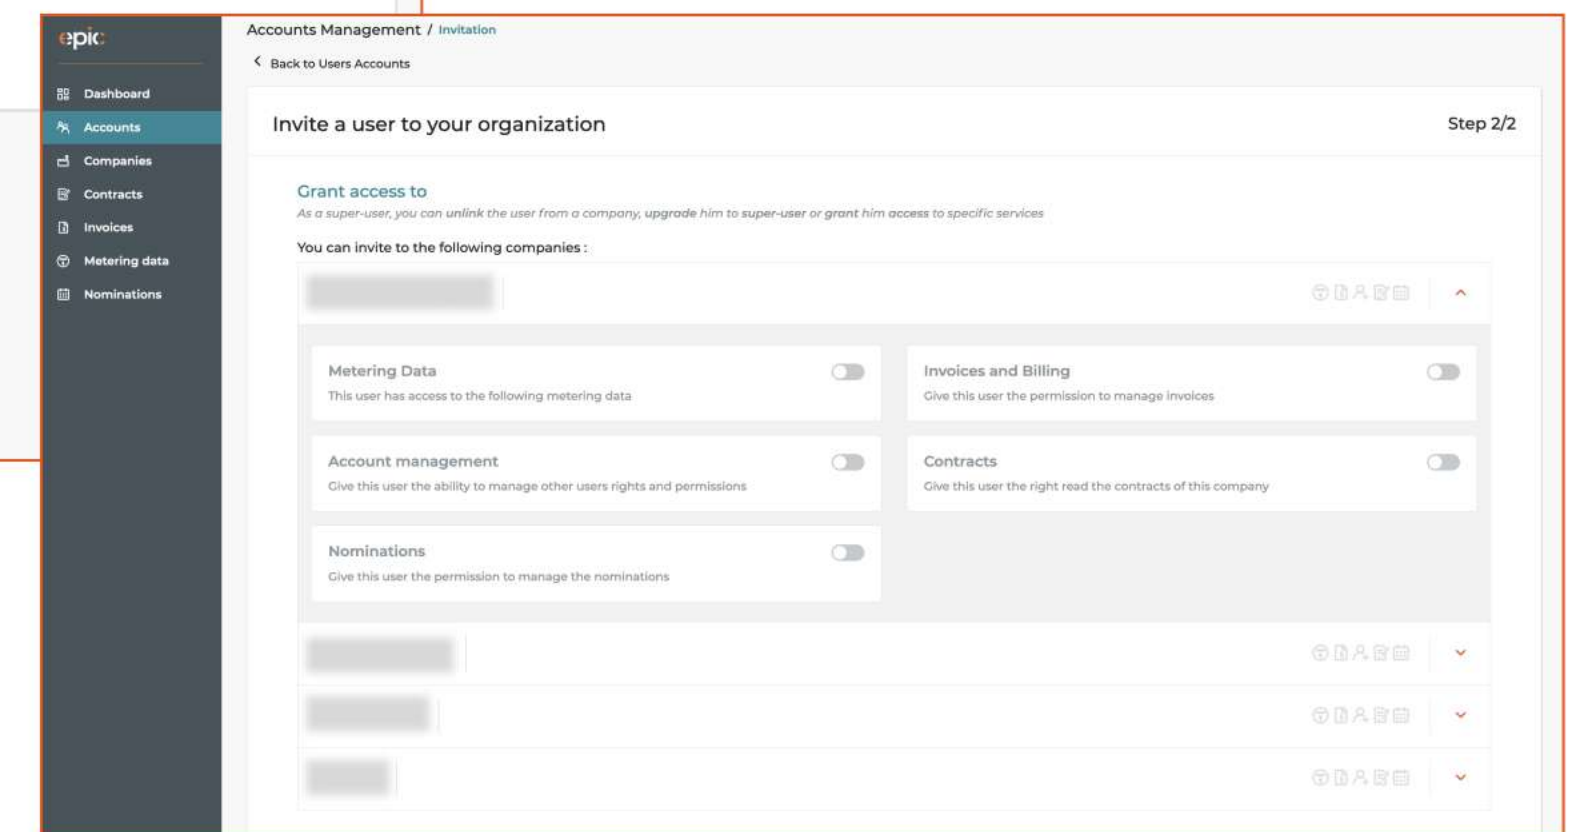 epic
Dashboard
Accounts
Companies
Contracts
Invoices
Metering data
Nominations
Accounts Management / Invitation
Back to Users Accounts
Invite a user to your organization
Step 2/2
Grant access to
As a super-user, you can unlink the user from a company, upgrade him to super-user or grant him access to specific services
You can invite to the following companies :
Metering Data
This user has access to the following metering data
Invoices and Billing
Give this user the permission to manage invoices
Account management
Give this user the ability to manage other users rights and permissions
Contracts
Give this user the right read the contracts of this company
Nominations
Give this user the permission to manage the nominations